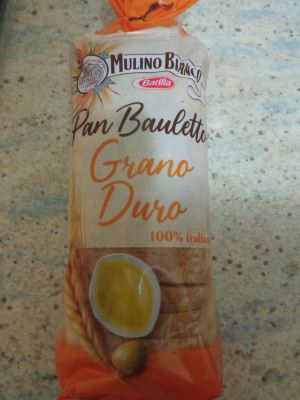 MULINO BIANCO
Barilla
Pan Bauletto
Grano
Duro
100% italiano